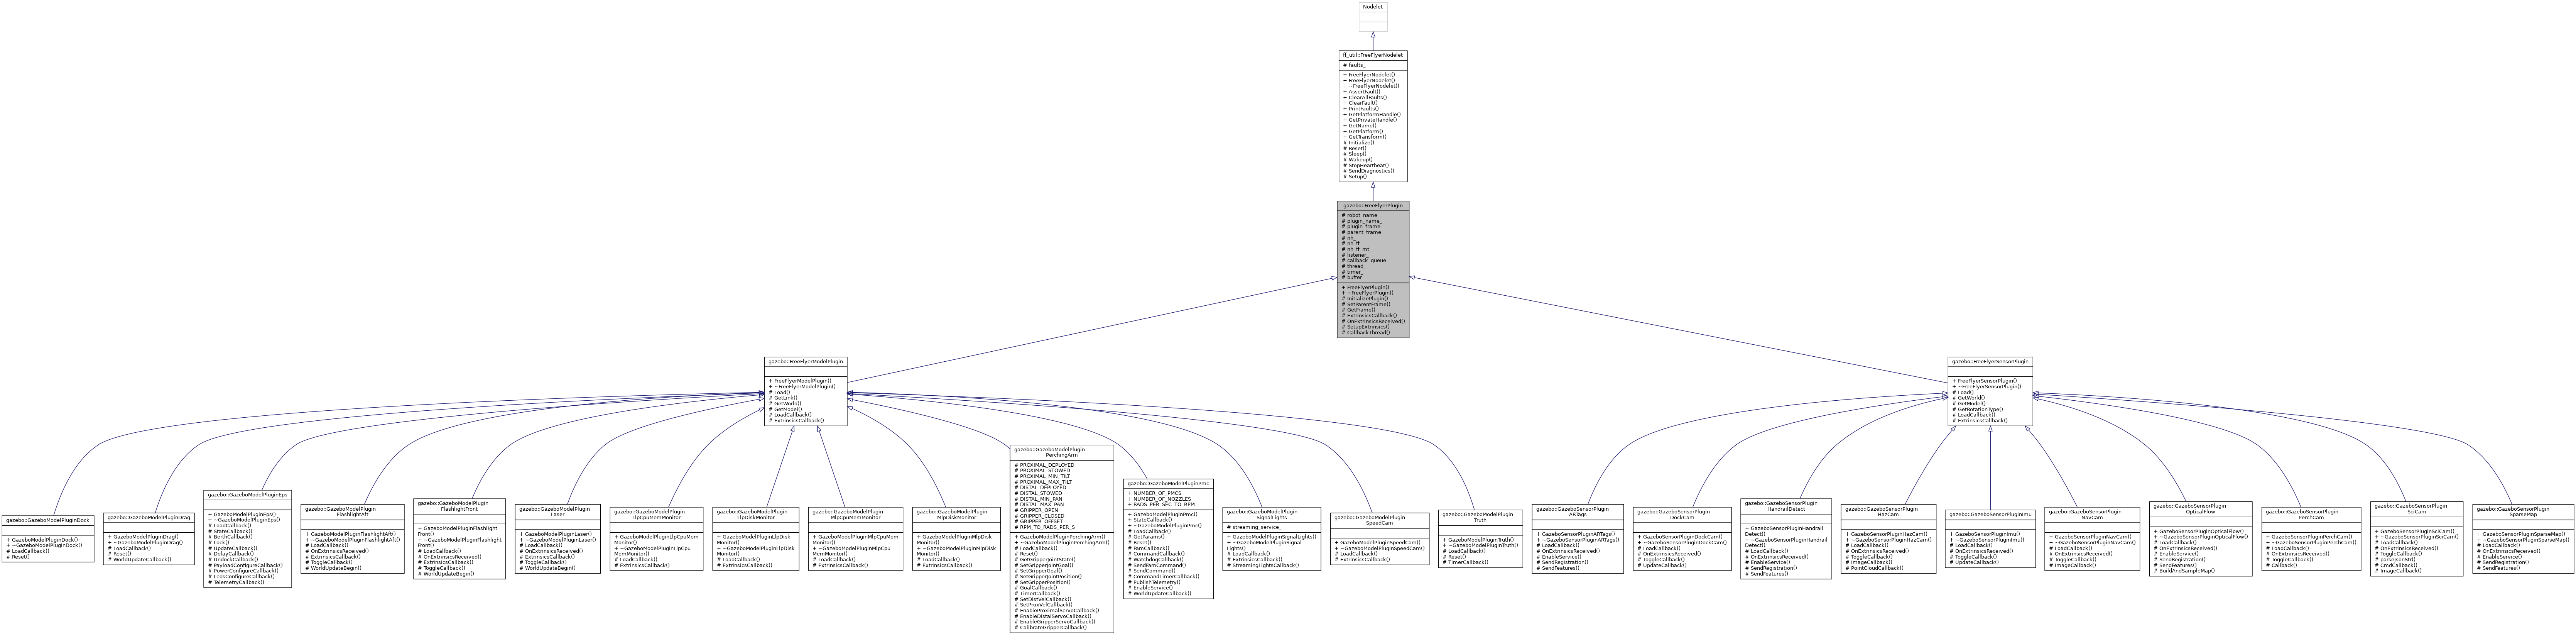 Nodelet
ff_util::FreeFlyerNodelet
# faults_
+ FreeFlyerNodelet()
+ FreeFlyerNodelet()
+ ~FreeFlyerNodelet()
+ AssertFault()
+ ClearAllFaults()
+ ClearFault()
+ PrintFaults()
+ GetPlatformHandle()
+ GetPrivateHandle()
+ GetName()
+ GetPlatform()
+ GetTransform()
# Initialize()
# Reset()
# Sleep()
# Wakeup()
# StopHeartbeat()
# SendDiagnostics()
# Setup()
gazebo::FreeFlyerPlugin
# robot_name_
# plugin_name_
# plugin_frame_
# parent_frame_
# nh_
# nh_ff_
# nh_ff_mt_
# listener_
# callback_queue_
# thread_
# timer_
# buffer_
+ FreeFlyerPlugin()
+ ~FreeFlyerPlugin()
# InitializePlugin()
# SetParentFrame()
# GetFrame()
# ExtrinsicsCallback()
# OnExtrinsicsReceived()
# SetupExtrinsics()
# CallbackThread()
gazebo::FreeFlyerModelPlugin
+ FreeFlyerModelPlugin()
+ ~FreeFlyerModelPlugin()
# Load()
# GetLink()
# GetWorld()
# GetModel()
# LoadCallback()
# ExtrinsicsCallback()
gazebo::FreeFlyerSensorPlugin
+ FreeFlyerSensorPlugin()
+ ~FreeFlyerSensorPlugin()
# Load()
# GetWorld()
# GetModel()
# GetRotationType()
# LoadCallback()
# ExtrinsicsCallback()
gazebo::GazeboModelPluginDock
+ GazeboModelPluginDock()
+ ~GazeboModelPluginDock()
# LoadCallback()
# Reset()
gazebo::GazeboModelPluginDrag
+ GazeboModelPluginDrag()
+ ~GazeboModelPluginDrag()
# LoadCallback()
# Reset()
# WorldUpdateCallback()
gazebo::GazeboModelPluginEps
+ GazeboModelPluginEps()
+ ~GazeboModelPluginEps()
# LoadCallback()
# StateCallback()
# BerthCallback()
# Lock()
# UpdateCallback()
# DelayCallback()
# UndockCallback()
# PayloadConfigureCallback()
# PowerConfigureCallback()
# LedsConfigureCallback()
# TelemetryCallback()
gazebo::GazeboModelPlugin
FlashlightAft
+ GazeboModelPluginFlashlightAft()
+ ~GazeboModelPluginFlashlightAft()
# LoadCallback()
# OnExtrinsicsReceived()
# ExtrinsicsCallback()
# ToggleCallback()
# WorldUpdateBegin()
gazebo::GazeboModelPlugin
FlashlightFront
+ GazeboModelPluginFlashlight
Front()
+ ~GazeboModelPluginFlashlight
Front()
# LoadCallback()
# OnExtrinsicsReceived()
# ExtrinsicsCallback()
# ToggleCallback()
# WorldUpdateBegin()
gazebo::GazeboModelPlugin
Laser
+ GazeboModelPluginLaser()
+ ~GazeboModelPluginLaser()
# LoadCallback()
# OnExtrinsicsReceived()
# ExtrinsicsCallback()
# ToggleCallback()
# WorldUpdateBegin()
gazebo::GazeboModelPlugin
LlpCpuMemMonitor
+ GazeboModelPluginLlpCpuMem
Monitor()
+ ~GazeboModelPluginLlpCpu
MemMonitor()
# LoadCallback()
# ExtrinsicsCallback()
gazebo::GazeboModelPlugin
LlpDiskMonitor
+ GazeboModelPluginLlpDisk
Monitor()
+ ~GazeboModelPluginLlpDisk
Monitor()
# LoadCallback()
# ExtrinsicsCallback()
gazebo::GazeboModelPlugin
MlpCpuMemMonitor
+ GazeboModelPluginMlpCpuMem
Monitor()
+ ~GazeboModelPluginMlpCpu
MemMonitor()
# LoadCallback()
# ExtrinsicsCallback()
gazebo::GazeboModelPlugin
MlpDiskMonitor
+ GazeboModelPluginMlpDisk
Monitor()
+ ~GazeboModelPluginMlpDisk
Monitor()
# LoadCallback()
# ExtrinsicsCallback()
gazebo::GazeboModelPlugin
PerchingArm
# PROXIMAL_DEPLOYED
# PROXIMAL_STOWED
# PROXIMAL_MIN_TILT
# PROXIMAL_MAX_TILT
# DISTAL_DEPLOYED
# DISTAL_STOWED
# DISTAL_MIN_PAN
# DISTAL_MAX_PAN
# GRIPPER_OPEN
# GRIPPER_CLOSED
# GRIPPER_OFFSET
# RPM_TO_RADS_PER_S
+ GazeboModelPluginPerchingArm()
+ ~GazeboModelPluginPerchingArm()
# LoadCallback()
# Reset()
# GetGripperJointState()
# SetGripperJointGoal()
# SetGripperGoal()
# SetGripperJointPosition()
# SetGripperPosition()
# GoalCallback()
# TimerCallback()
# SetDistVelCallback()
# SetProxVelCallback()
# EnableProximalServoCallback()
# EnableDistalServoCallback()
# EnableGripperServoCallback()
# CalibrateGripperCallback()
gazebo::GazeboModelPluginPmc
+ NUMBER_OF_PMCS
+ NUMBER_OF_NOZZLES
+ RADS_PER_SEC_TO_RPM
+ GazeboModelPluginPmc()
+ StateCallback()
+ ~GazeboModelPluginPmc()
# LoadCallback()
# GetParams()
# Reset()
# FamCallback()
# CommandCallback()
# WatchdogCallback()
# SendFamCommand()
# SendCommand()
# CommandTimerCallback()
# PublishTelemetry()
# EnableService()
# WorldUpdateCallback()
gazebo::GazeboModelPlugin
SignalLights
# streaming_service_
+ GazeboModelPluginSignalLights()
+ ~GazeboModelPluginSignal
Lights()
# LoadCallback()
# ExtrinsicsCallback()
# StreamingLightsCallback()
gazebo::GazeboModelPlugin
SpeedCam
+ GazeboModelPluginSpeedCam()
+ ~GazeboModelPluginSpeedCam()
# LoadCallback()
# ExtrinsicsCallback()
gazebo::GazeboModelPlugin
Truth
+ GazeboModelPluginTruth()
+ ~GazeboModelPluginTruth()
# LoadCallback()
# Reset()
# TimerCallback()
gazebo::GazeboSensorPlugin
ARTags
+ GazeboSensorPluginARTags()
+ ~GazeboSensorPluginARTags()
# LoadCallback()
# OnExtrinsicsReceived()
# EnableService()
# SendRegistration()
# SendFeatures()
gazebo::GazeboSensorPlugin
DockCam
+ GazeboSensorPluginDockCam()
+ ~GazeboSensorPluginDockCam()
# LoadCallback()
# OnExtrinsicsReceived()
# ToggleCallback()
# UpdateCallback()
gazebo::GazeboSensorPlugin
HandrailDetect
+ GazeboSensorPluginHandrail
Detect()
+ ~GazeboSensorPluginHandrail
Detect()
# LoadCallback()
# OnExtrinsicsReceived()
# EnableService()
# SendRegistration()
# SendFeatures()
gazebo::GazeboSensorPlugin
HazCam
+ GazeboSensorPluginHazCam()
+ ~GazeboSensorPluginHazCam()
# LoadCallback()
# OnExtrinsicsReceived()
# ToggleCallback()
# ImageCallback()
# PointCloudCallback()
gazebo::GazeboSensorPluginImu
+ GazeboSensorPluginImu()
+ ~GazeboSensorPluginImu()
# LoadCallback()
# OnExtrinsicsReceived()
# ToggleCallback()
# UpdateCallback()
gazebo::GazeboSensorPlugin
NavCam
+ GazeboSensorPluginNavCam()
+ ~GazeboSensorPluginNavCam()
# LoadCallback()
# OnExtrinsicsReceived()
# ToggleCallback()
# ImageCallback()
gazebo::GazeboSensorPlugin
OpticalFlow
+ GazeboSensorPluginOpticalFlow()
+ ~GazeboSensorPluginOpticalFlow()
# LoadCallback()
# OnExtrinsicsReceived()
# EnableService()
# SendRegistration()
# SendFeatures()
# BuildAndSampleMap()
gazebo::GazeboSensorPlugin
PerchCam
+ GazeboSensorPluginPerchCam()
+ ~GazeboSensorPluginPerchCam()
# LoadCallback()
# OnExtrinsicsReceived()
# ToggleCallback()
# Callback()
gazebo::GazeboSensorPlugin
SciCam
+ GazeboSensorPluginSciCam()
+ ~GazeboSensorPluginSciCam()
# LoadCallback()
# OnExtrinsicsReceived()
# ToggleCallback()
# parseJsonStr()
# CmdCallback()
# ImageCallback()
gazebo::GazeboSensorPlugin
SparseMap
+ GazeboSensorPluginSparseMap()
+ ~GazeboSensorPluginSparseMap()
# LoadCallback()
# OnExtrinsicsReceived()
# EnableService()
# SendRegistration()
# SendFeatures()